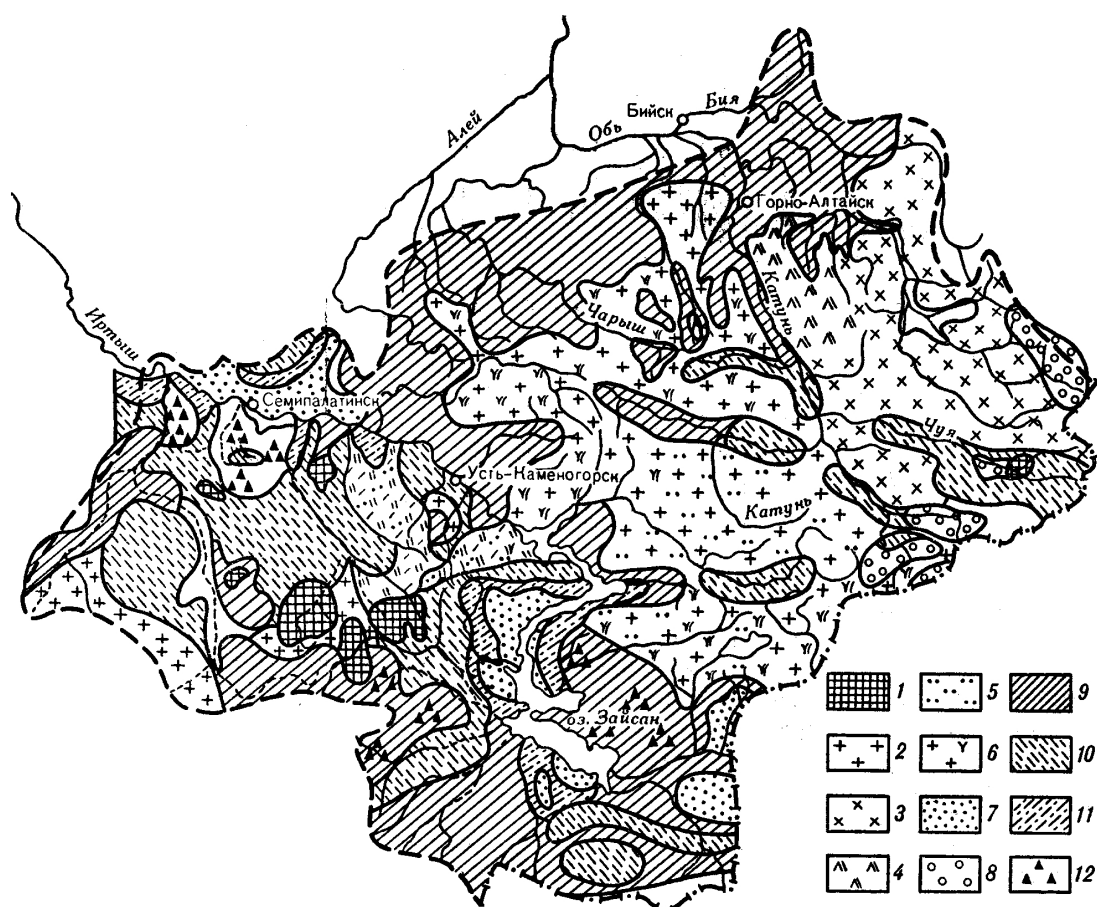 Бийск
Бия
Обь
Алей
Горно-Алтайск
Катунь
Чарыш
Иртыш
Семипалатинск
Чуя
Усть-Каменогорск
Катунь
оз. Зайсан
1 5 9
2 6 10
3 7 11
4 8 12